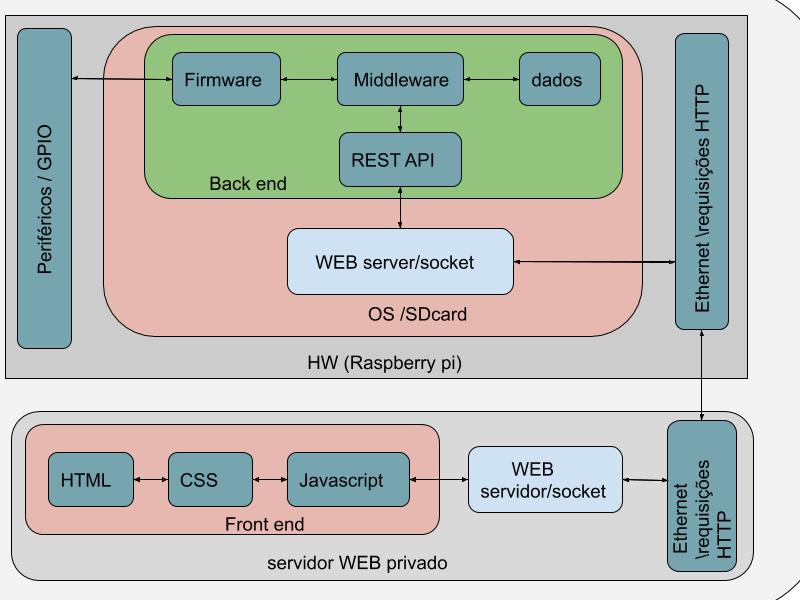 Periféricos / GPIO
Firmware
Middleware
dados
REST API
Back end
WEB server/socket
OS /SDcard
HW (Raspberry pi)
Ethernet \requisições HTTP
HTML
CSS
Javascript
Front end
WEB
servidor/socket
Ethernet
\requisições
HTTP
servidor WEB privado